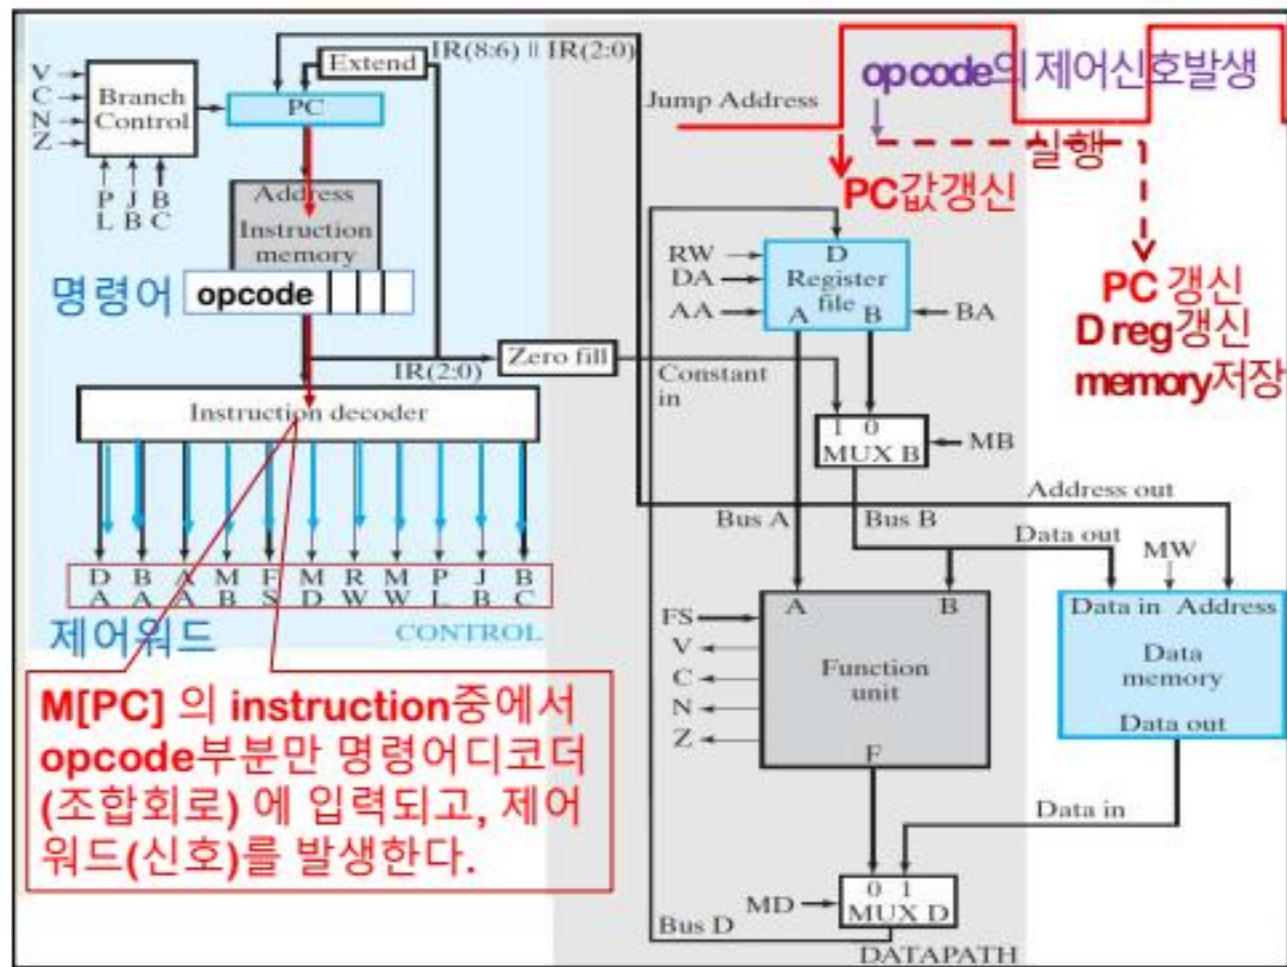 IR(8:6) || IR(2:0)
Extend
V
C
N
Z
Branch
Control
PC
P J B
L B C
Jump Address
opcode의 제어신호발생
실행
PC값갱신
PC 갱신
D reg갱신
memory저장
Address
Instruction
memory
명령어
opcode
IR(2:0)
Zero fill
Constant
in
RW
DA
AA
D
Register
file
A B
BA
Instruction decoder
1 0
MUX B
MB
Address out
Bus A
Bus B
Data out
MW
D B A M F M R M P J B
A A A B S D W W L B C
제어워드
CONTROL
FS
V
C
N
Z
A B
Function
unit
F
Data in Address
Data
memory
Data out
Data in
M[PC] 의 instruction중에서
opcode부분만 명령어디코더
(조합회로) 에 입력되고, 제어
워드(신호)를 발생한다.
MD
0 1
MUX D
Bus D
DATAPATH